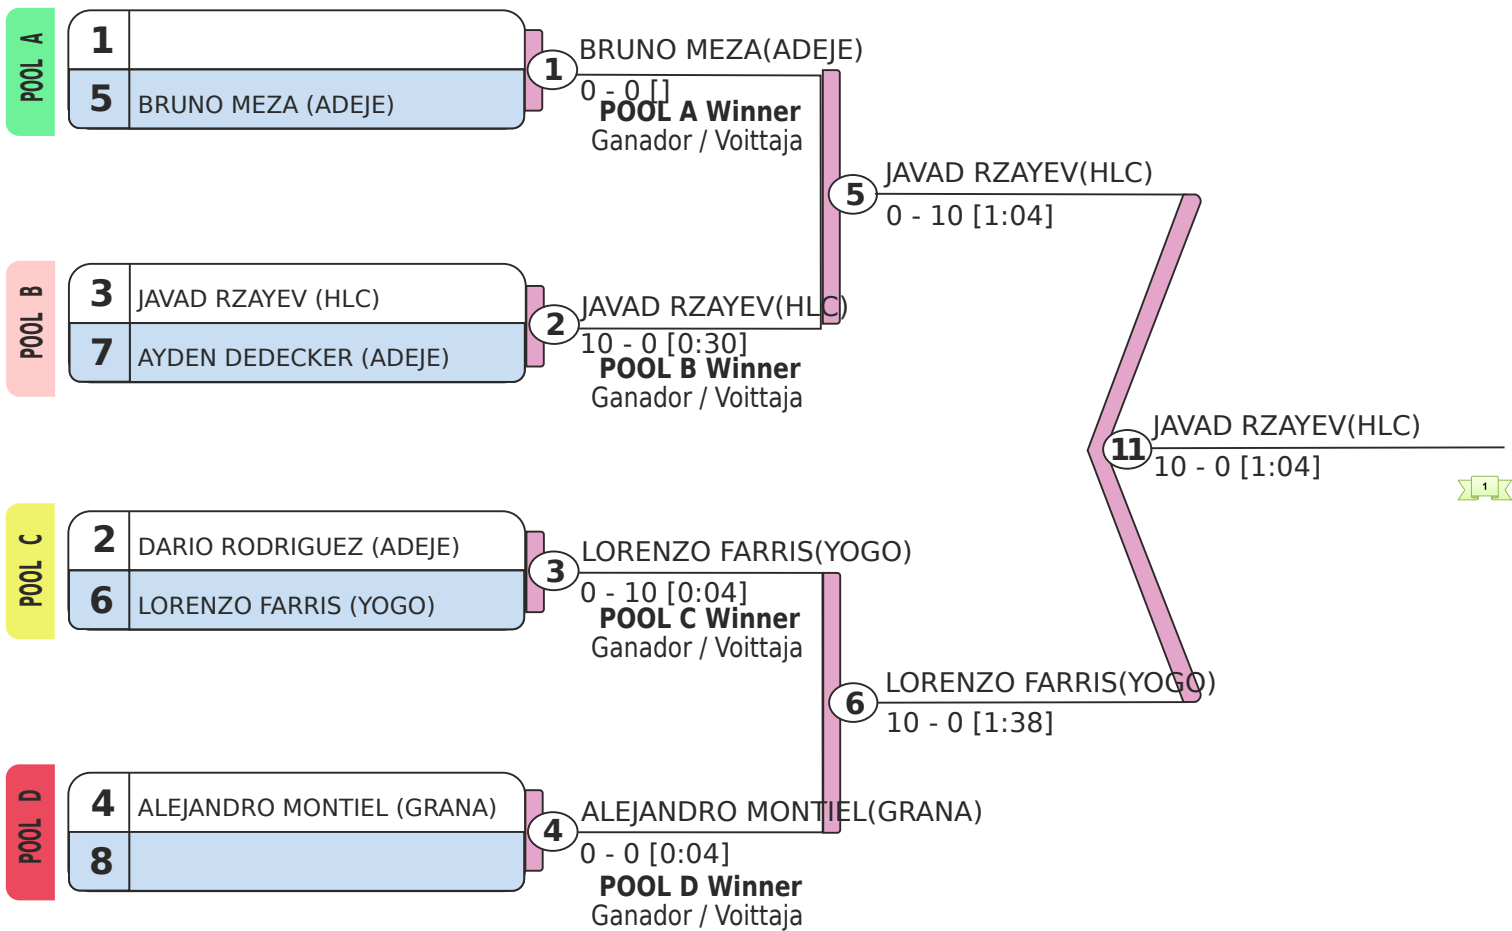 POOL A
1
5 BRUNO MEZA (ADEJE)
1
BRUNO MEZA(ADEJE)
0 - 0 []
POOL A Winner
Ganador / Voittaja
5
JAVAD RZAYEV(HLC)
0 - 10 [1:04]
POOL B
3 JAVAD RZAYEV (HLC)
7 AYDEN DEDECKER (ADEJE)
2
JAVAD RZAYEV(HLC)
10 - 0 [0:30]
POOL B Winner
Ganador / Voittaja
11
JAVAD RZAYEV(HLC)
10 - 0 [1:04]
1
POOL C
2 DARIO RODRIGUEZ (ADEJE)
6 LORENZO FARRIS (YOGO)
3
LORENZO FARRIS(YOGO)
0 - 10 [0:04]
POOL C Winner
Ganador / Voittaja
6
LORENZO FARRIS(YOGO)
10 - 0 [1:38]
POOL D
4 ALEJANDRO MONTIEL (GRANA)
8
4
ALEJANDRO MONTIEL(GRANA)
0 - 0 [0:04]
POOL D Winner
Ganador / Voittaja